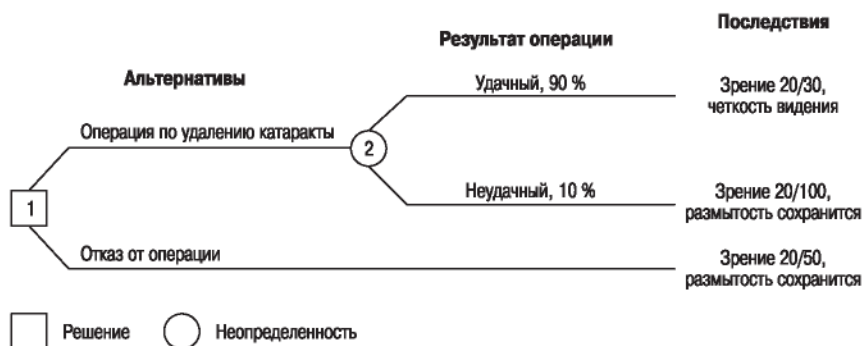 Альтернативы
Результат операции
Последствия
Операция по удалению катаракты
Удачный, 90 %
Зрение 20/30,
четкость видения
2
Неудачный, 10 %
Зрение 20/100,
размытость сохранится
1
Отказ от операции
Зрение 20/50,
размытость сохранится
Решение
Неопределенность